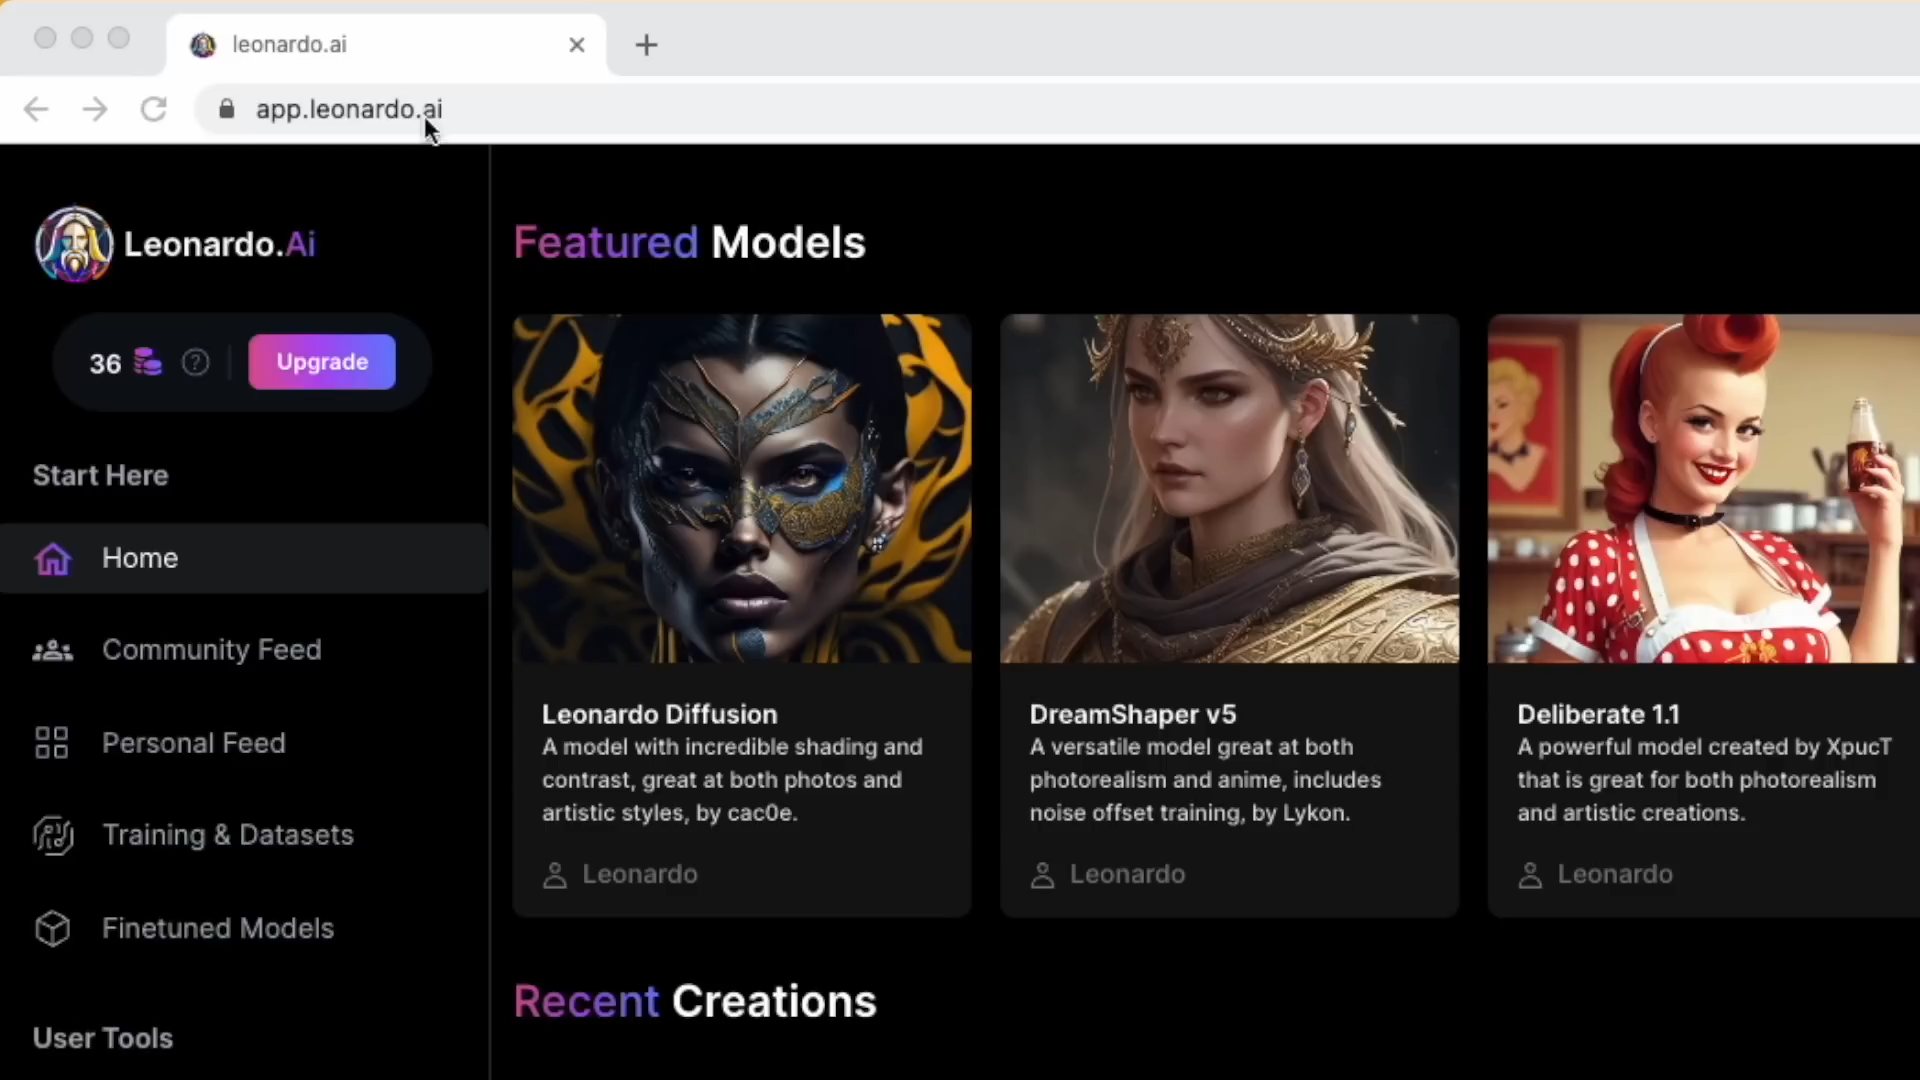 leonardo.ai
app.leonardo.ai
Leonardo.Ai
36
Upgrade
Start Here
Home
Community Feed
Personal Feed
Training & Datasets
Finetuned Models
User Tools
Featured Models
Leonardo Diffusion
A model with incredible shading and
contrast, great at both photos and
artistic styles, by cac0e.
Leonardo
DreamShaper v5
A versatile model great at both
photorealism and anime, includes
noise offset training, by Lykon.
Leonardo
Deliberate 1.1
A powerful model created by XpucT
that is great for both photorealism
and artistic creations.
Leonardo
Recent Creations